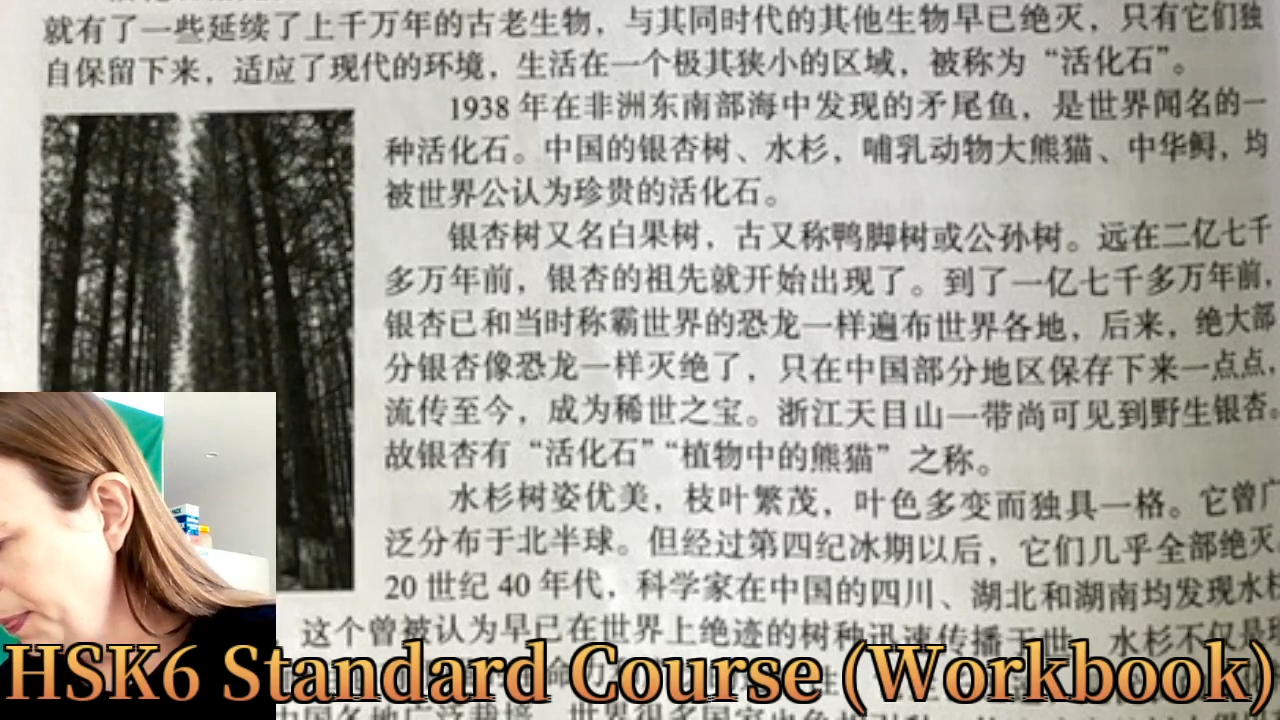 就有了一些延续了上千万年的古老生物，与其同时代的其他生物早已绝灭，只有它们独
自保留下来，适应了现代的环境，生活在一个极其狭小的区域，被称为“活化石”。
1938 年在非洲东南部海中发现的矛尾鱼，是世界闻名的一
种活化石。中国的银杏树、水杉，哺乳动物大熊猫、中华鲟，均
被世界公认为珍贵的活化石。
银杏树又名白果树，古又称鸭脚树或公孙树。远在二亿七千
多万年前，银杏的祖先就开始出现了。到了一亿七千多万年前，
银杏已和当时称霸世界的恐龙一样遍布世界各地，后来，绝大部
分银杏像恐龙一样灭绝了，只在中国部分地区保存下来一点点，
流传至今，成为稀世之宝。浙江天目山一带尚可见到野生银杏。
故银杏有“活化石”“植物中的熊猫”之称。
水杉树姿优美，枝叶繁茂，叶色多变而独具一格。它曾广
泛分布于北半球。但经过第四纪冰期以后，它们几乎全部绝灭
20 世纪 40 年代，科学家在中国的四川、湖北和湖南均发现水
这个曾被认为早已在世界上绝迹的树种迅速传播于世。水杉不仅是
HSK6 Standard Course (Workbook)